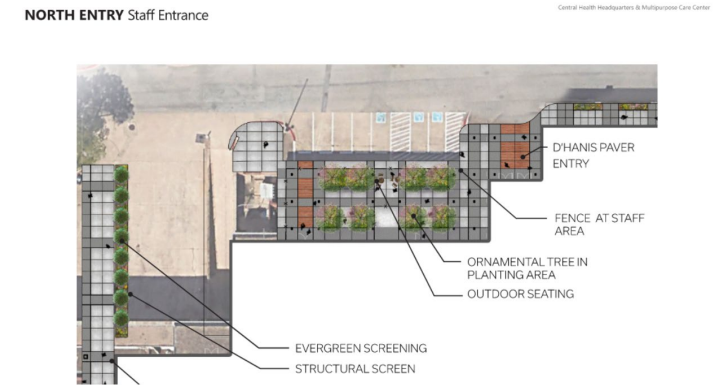 NORTH ENTRY Staff Entrance
Central Health Headquarters & Multipurpose Care Center
D'HANIS PAVER
ENTRY
FENCE AT STAFF
AREA
ORNAMENTAL TREE IN
PLANTING AREA
OUTDOOR SEATING
EVERGREEN SCREENING
STRUCTURAL SCREEN